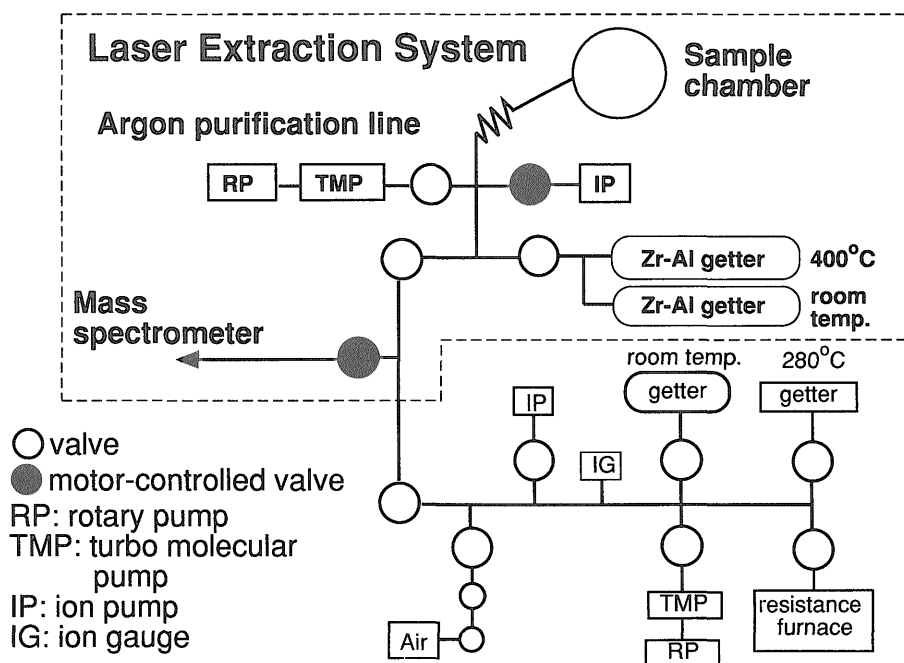 Laser Extraction System
Sample
chamber
Argon purification line
RP
TMP
IP
Zr-Al getter
400°C
Zr-Al getter
room
temp.
Mass
spectrometer
room temp.
280°C
IP
getter
getter
IG
valve
motor-controlled valve
RP: rotary pump
TMP: turbo molecular
pump
IP: ion pump
IG: ion gauge
Air
TMP
RP
resistance
furnace